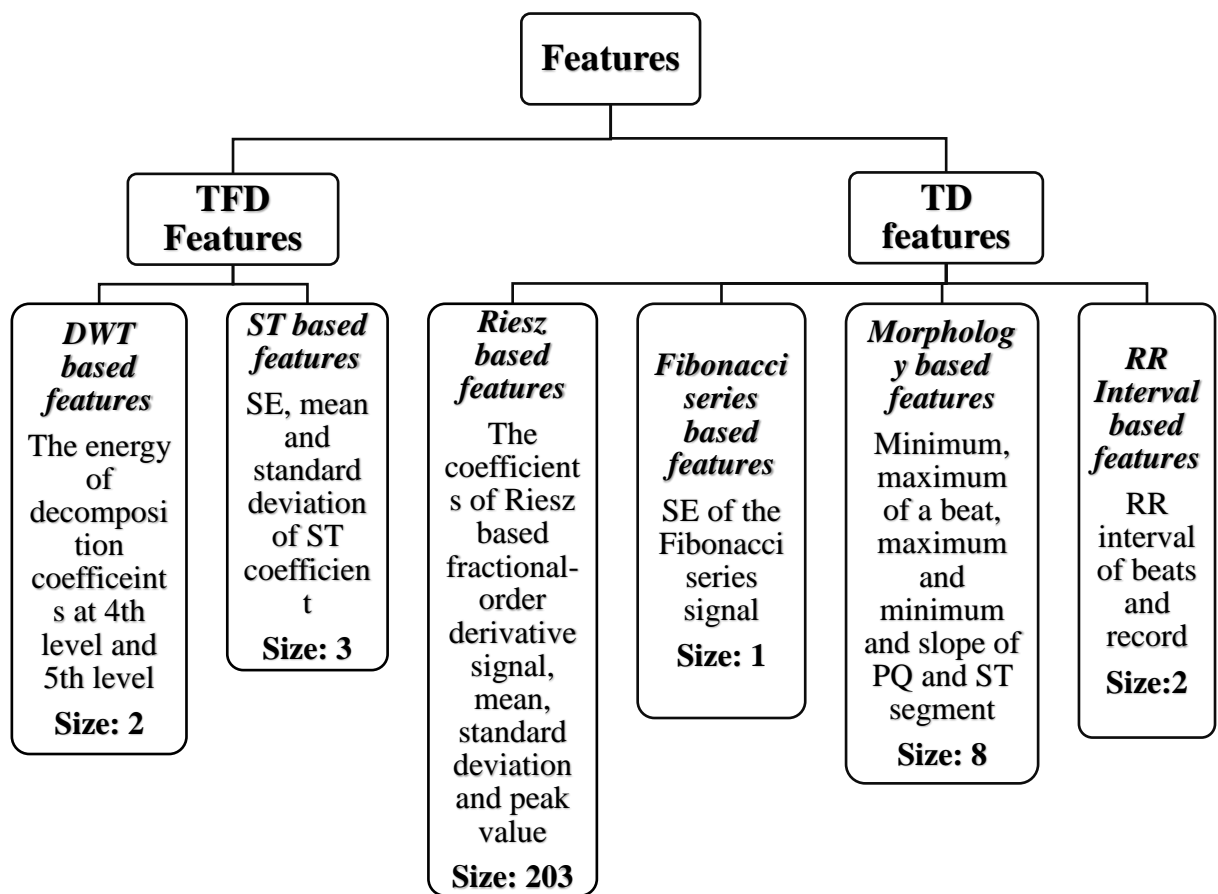 Features
TFD
Features
TD
features
DWT
based
features
The energy
of
decomposi
tion
coefficeint
s at 4th
level and
5th level
Size: 2
ST based
features
SE, mean
and
standard
deviation
of ST
coefficien
t
Size: 3
Riesz
based
features
The
coefficient
s of Riesz
based
fractional-
order
derivative
signal,
mean,
standard
deviation
and peak
value
Size: 203
Fibonacci
series
based
features
SE of the
Fibonacci
series
signal
Size: 1
Morpholog
y based
features
Minimum,
maximum
of a beat,
maximum
and
minimum
and slope of
PQ and ST
segment
Size: 8
RR
Interval
based
features
RR
interval
of beats
and
record
Size:2